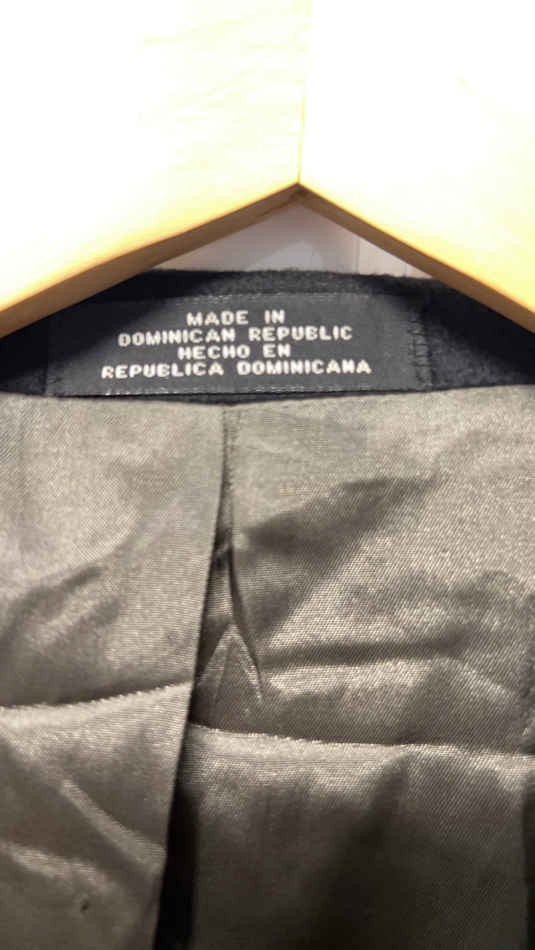 MADE IN
DOMINICAN REPUBLIC
HECHO EN
REPUBLICA DOMINICANA